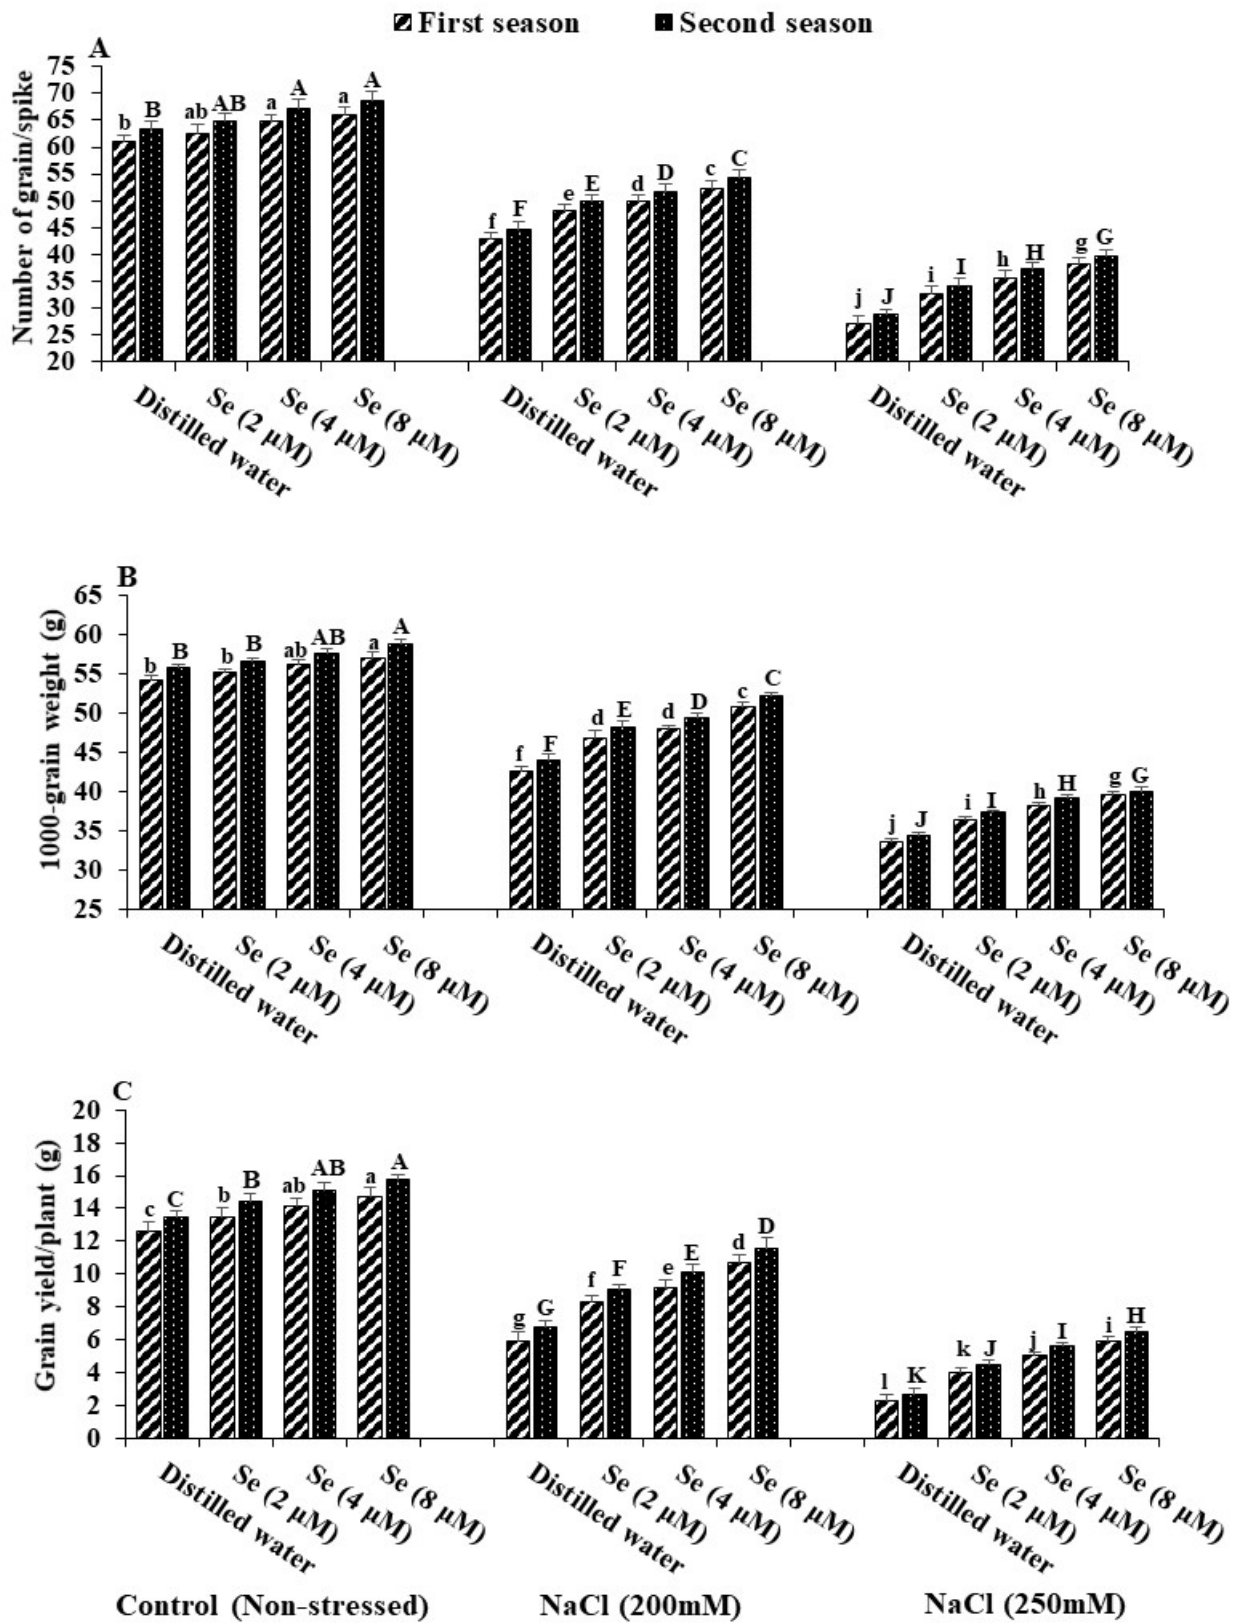 First season Second season
A
Number of grain/spike
75
70
65
60
55
50
45
40
35
30
25
20
b B ab AB a A a A
f F e E d D c C
j J i I h H g G
Distilled water Se (2 μM) Se (4 μM) Se (8 μM)
Distilled water Se (2 μM) Se (4 μM) Se (8 μM)
Distilled water Se (2 μM) Se (4 μM) Se (8 μM)
B
1000-grain weight (g)
65
60
55
50
45
40
35
30
25
b B b B ab AB a A
f F d E d D c C
j J i I h H g G
Distilled water Se (2 μM) Se (4 μM) Se (8 μM)
Distilled water Se (2 μM) Se (4 μM) Se (8 μM)
Distilled water Se (2 μM) Se (4 μM) Se (8 μM)
C
Grain yield/plant (g)
20
18
16
14
12
10
8
6
4
2
0
c C b B ab AB a A
g G f F e E d D
l K k J j I i H
Distilled water Se (2 μM) Se (4 μM) Se (8 μM)
Distilled water Se (2 μM) Se (4 μM) Se (8 μM)
Distilled water Se (2 μM) Se (4 μM) Se (8 μM)
Control (Non-stressed) NaCl (200mM) NaCl (250mM)